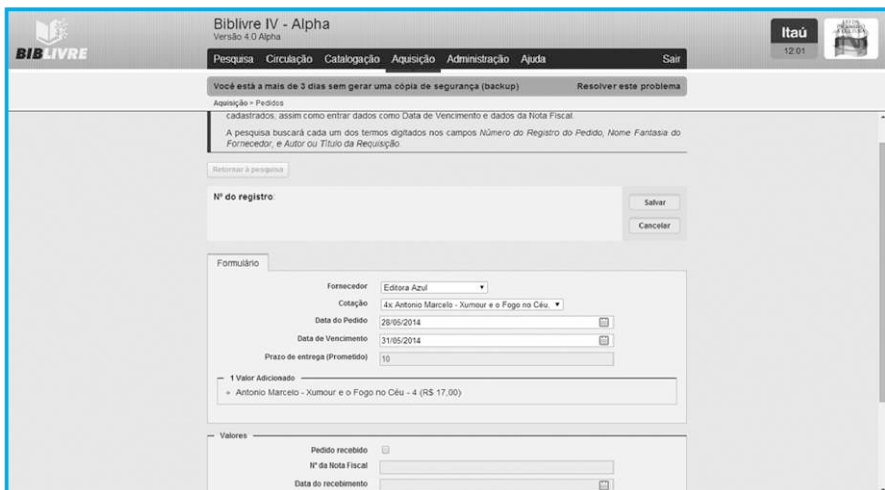 Biblivre IV - Alpha
Versão 4.0 Alpha
BIBLIVRE
Itaú
12:01
Pesquisa Circulação Catalogação Aquisição Administração Ajuda Sair
Você está a mais de 3 dias sem gerar uma cópia de segurança (backup) Resolver este problema
Aquisição > Pedidos
cadastrados, assim como entrar dados como Data de Vencimento e dados da Nota Fiscal.
A pesquisa buscará cada um dos termos digitados nos campos Número do Registro do Pedido, Nome Fantasia do
Fornecedor, e Autor ou Título da Requisição.
Retornar à pesquisa
Nº do registro:
Salvar
Cancelar
Formulário
Fornecedor Editora Azul
Cotação 4x Antonio Marcelo - Xumour e o Fogo no Céu,
Data do Pedido 28/05/2014
Data de Vencimento 31/05/2014
Prazo de entrega (Prometido) 10
1 Valor Adicionado
» Antonio Marcelo - Xumour e o Fogo no Céu - 4 (R$ 17,00)
Valores
Pedido recebido
Nº da Nota Fiscal
Data do recebimento